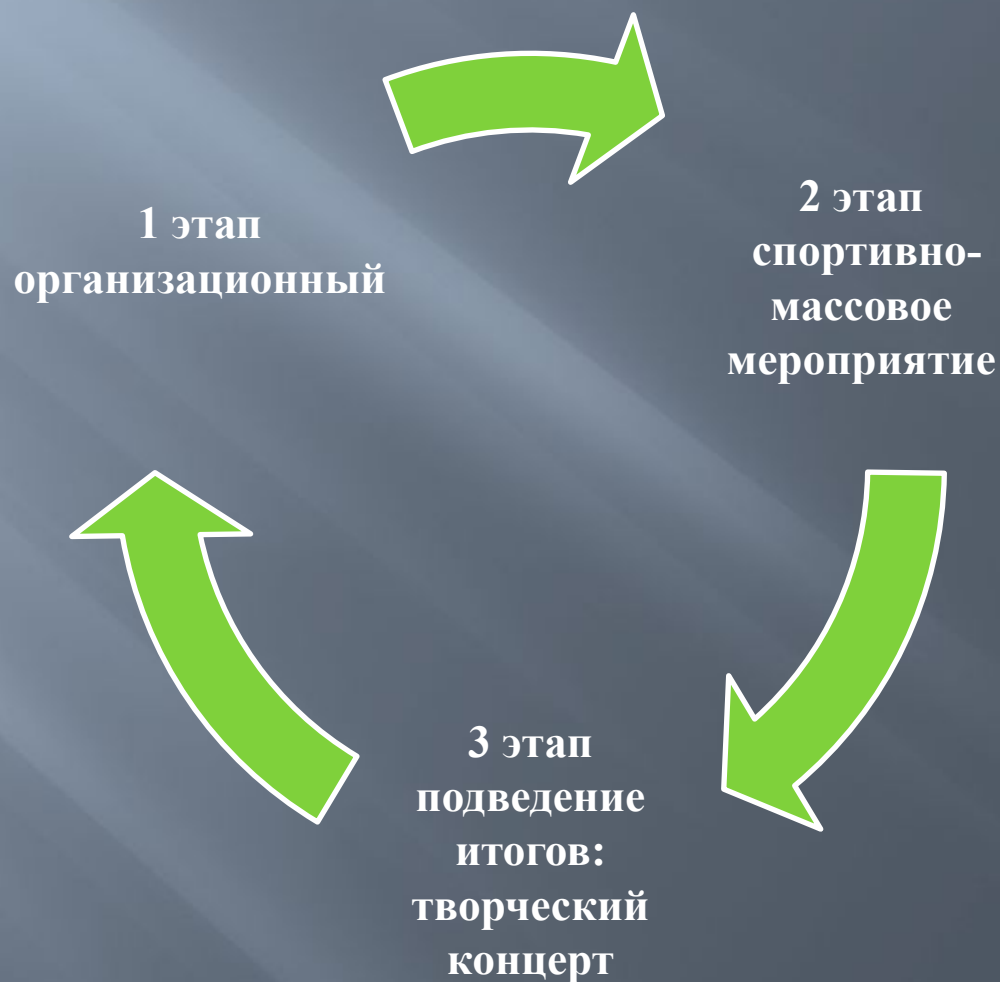 1 этап
организационный
2 этап
спортивно-
массовое
мероприятие
3 этап
подведение
итогов:
творческий
концерт